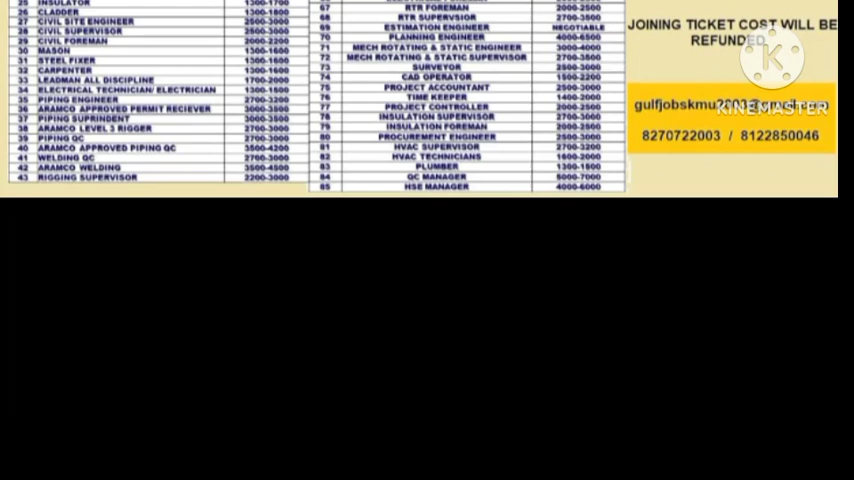 25 INSULATOR 1300-1700
26 CLADDER 1300-1800
27 CIVIL SITE ENGINEER 2500-3000
28 CIVIL SUPERVISOR 2500-3000
29 CIVIL FOREMAN 2000-2200
30 MASON 1300-1600
31 STEEL FIXER 1300-1600
32 CARPENTER 1300-1600
33 LEADMAN ALL DISCIPLINE 1700-2000
34 ELECTRICAL TECHNICIAN/ ELECTRICIAN 1300-1800
35 PIPING ENGINEER 2700-3200
36 ARAMCO APPROVED PERMIT RECIEVER 3000-3500
37 PIPING SUPRINDENT 3000-3500
38 ARAMCO LEVEL 3 RIGGER 2700-3000
39 PIPING QC 2700-3000
40 ARAMCO APPROVED PIPING QC 3500-4200
41 WELDING QC 2700-3000
42 ARAMCO WELDING 3500-4500
43 RIGGING SUPERVISOR 2200-3000
67 RTR FOREMAN 2000-2500
68 RTR SUPERVSIOR 2700-3500
69 ESTIMATION ENGINEER NEGOTIABLE
70 PLANNING ENGINEER 4000-6500
71 MECH ROTATING & STATIC ENGINEER 3000-4000
72 MECH ROTATING & STATIC SUPERVISOR 2700-3500
73 SURVEYOR 2500-3000
74 CAD OPERATOR 1500-2200
75 PROJECT ACCOUNTANT 2500-3000
76 TIME KEEPER 1400-2000
77 PROJECT CONTROLLER 2000-2500
78 INSULATION SUPERVISOR 2700-3000
79 INSULATION FOREMAN 2000-2500
80 PROCUREMENT ENGINEER 2500-3000
81 HVAC SUPERVISOR 2700-3200
82 HVAC TECHNICIANS 1600-2000
83 PLUMBER 1300-1500
84 QC MANAGER 5000-7000
85 HSE MANAGER 4000-6000
JOINING TICKET COST WILL BE
REFUNDED
K
gulfjobskmu2003@gmail.com
KINEMASTER
8270722003 / 8122850046